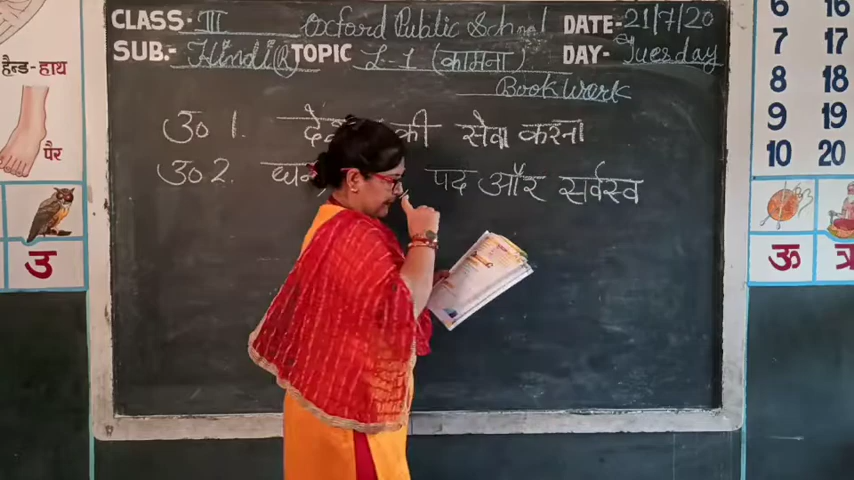 CLASS:- III Oxford Public School DATE:- 21/7/20
SUB.- Hindi (R) TOPIC L-1 (कामना) DAY:- Tuesday
Book Work
उ० 1. की सेवा करना
उ० 2. पद और सर्वस्व
हैन्ड-हाथ
पैर
उ
6 16
7 17
8 18
9 19
10 20
ऊ